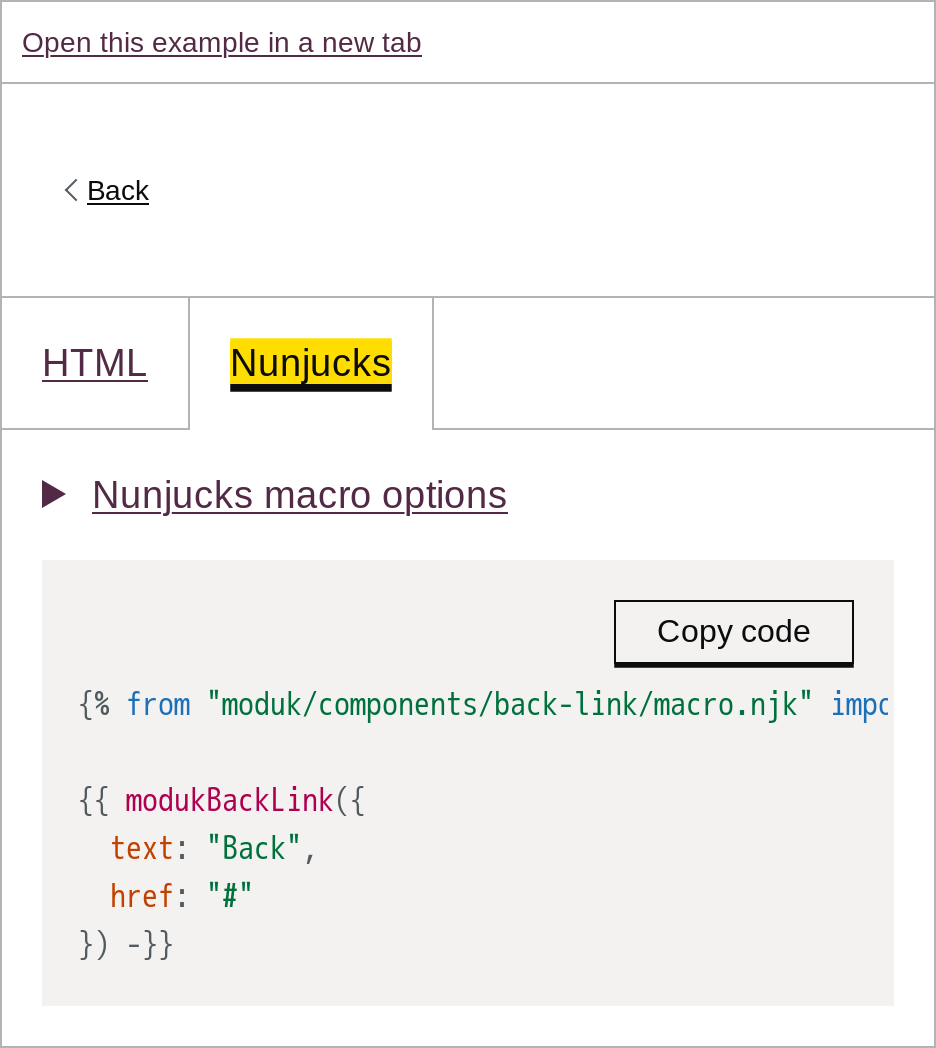 Open this example in a new tab
Back
HTML
Nunjucks
Nunjucks macro options
Copy code
{% from "moduk/components/back-link/macro.njk" impo
{{ modukBackLink({
  text: "Back",
  href: "#"
}) -}}